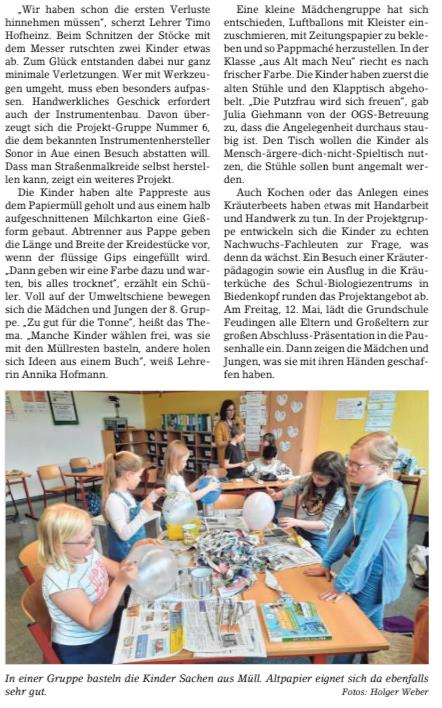 „Wir haben schon die ersten Verluste
hinnehmen müssen“, scherzt Lehrer Timo
Hofheinz. Beim Schnitzen der Stöcke mit
dem Messer rutschten zwei Kinder etwas
ab. Zum Glück entstanden dabei nur ganz
minimale Verletzungen. Wer mit Werkzeu-
gen umgeht, muss eben besonders aufpas-
sen. Handwerkliches Geschick erfordert
auch der Instrumentenbau. Davon über-
zeugt sich die Projekt-Gruppe Nummer 6,
die dem bekannten Instrumentenhersteller
Sonor in Aue einen Besuch abstatten will.
Dass man Straßenmalkreide selbst herstel-
len kann, zeigt ein weiteres Projekt.
Die Kinder haben alte Pappreste aus
dem Papiermüll geholt und aus einem halb
aufgeschnittenen Milchkarton eine Gieß-
form gebaut. Abtrenner aus Pappe geben
die Länge und Breite der Kreidestücke vor,
wenn der flüssige Gips eingefüllt wird.
„Dann geben wir eine Farbe dazu und war-
ten, bis alles trocknet“, erzählt ein Schü-
ler. Voll auf der Umweltschiene bewegen
sich die Mädchen und Jungen der 8. Grup-
pe. „Zu gut für die Tonne“, heißt das The-
ma. „Manche Kinder wählen frei, was sie
mit den Müllresten basteln, andere holen
sich Ideen aus einem Buch“, weiß Lehre-
rin Annika Hofmann.
Eine kleine Mädchengruppe hat sich
entschieden, Luftballons mit Kleister ein-
zuschmieren, mit Zeitungspapier zu bekle-
ben und so Pappmaché herzustellen. In der
Klasse „aus Alt mach Neu“ riecht es nach
frischer Farbe. Die Kinder haben zuerst die
alten Stühle und den Klapptisch abgeho-
belt. „Die Putzfrau wird sich freuen“, gab
Julia Giehmann von der OGS-Betreuung
zu, dass die Angelegenheit durchaus stau-
big ist. Den Tisch wollen die Kinder als
Mensch-ärgere-dich-nicht-Spieltisch nut-
zen, die Stühle sollen bunt angemalt wer-
den.
Auch Kochen oder das Anlegen eines
Kräuterbeets haben etwas mit Handarbeit
und Handwerk zu tun. In der Projektgrup-
pe entwickeln sich die Kinder zu echten
Nachwuchs-Fachleuten zur Frage, was
denn da wächst. Ein Besuch einer Kräuter-
pädagogin sowie ein Ausflug in die Kräu-
terküche des Schul-Biologiezentrums in
Biedenkopf runden das Projektangebot ab.
Am Freitag, 12. Mai, lädt die Grundschule
Feudingen alle Eltern und Großeltern zur
großen Abschluss-Präsentation in die Pau-
senhalle ein. Dann zeigen die Mädchen und
Jungen, was sie mit ihren Händen geschaf-
fen haben.
In einer Gruppe basteln die Kinder Sachen aus Müll. Altpapier eignet sich da ebenfalls
sehr gut.
Fotos: Holger Weber